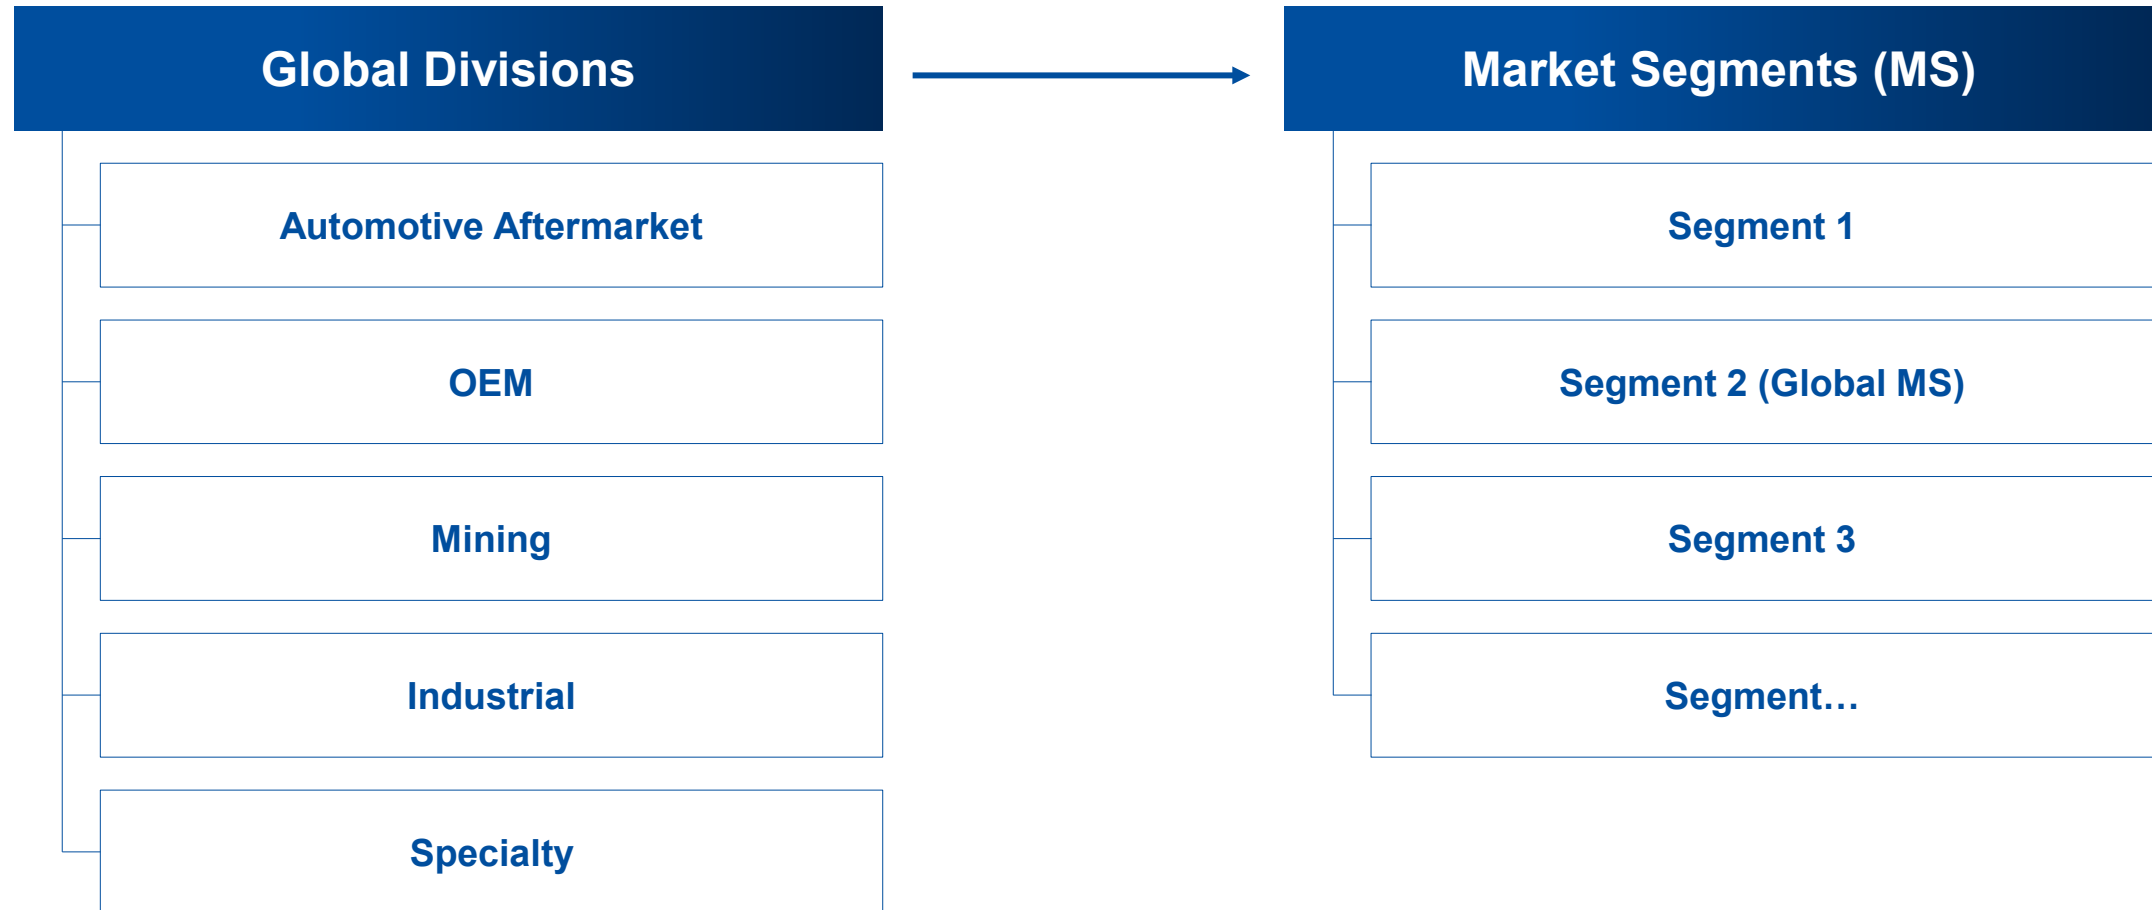 Global Divisions
Automotive Aftermarket
OEM
Mining
Industrial
Specialty
Market Segments (MS)
Segment 1
Segment 2 (Global MS)
Segment 3
Segment…